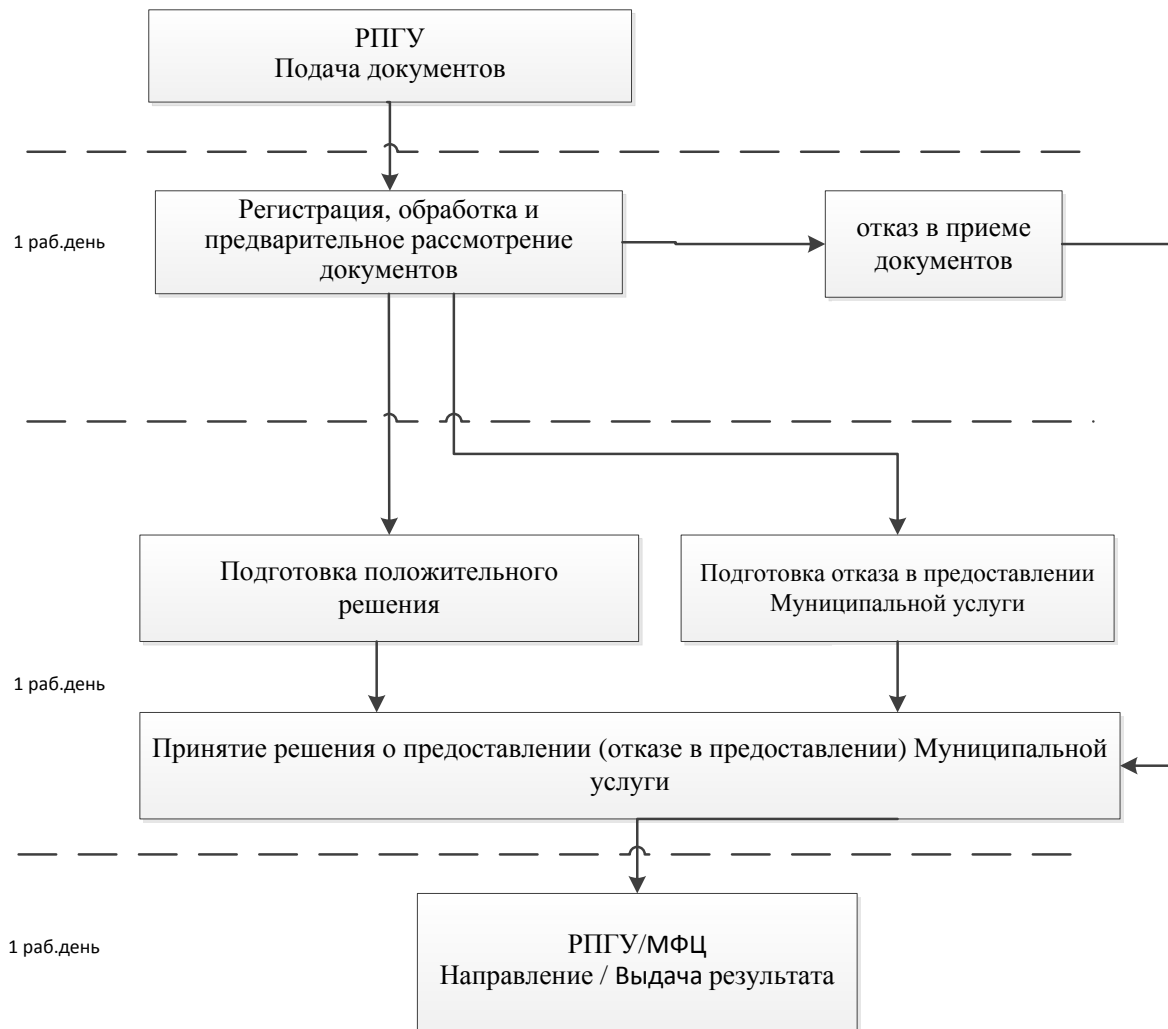 РПГУ
Подача документов
1 раб.день
Регистрация, обработка и
предварительное рассмотрение
документов
отказ в приеме
документов
Подготовка положительного
решения
Подготовка отказа в предоставлении
Муниципальной услуги
1 раб.день
Принятие решения о предоставлении (отказе в предоставлении) Муниципальной
услуги
1 раб.день
РПГУ/МФЦ
Направление / Выдача результата